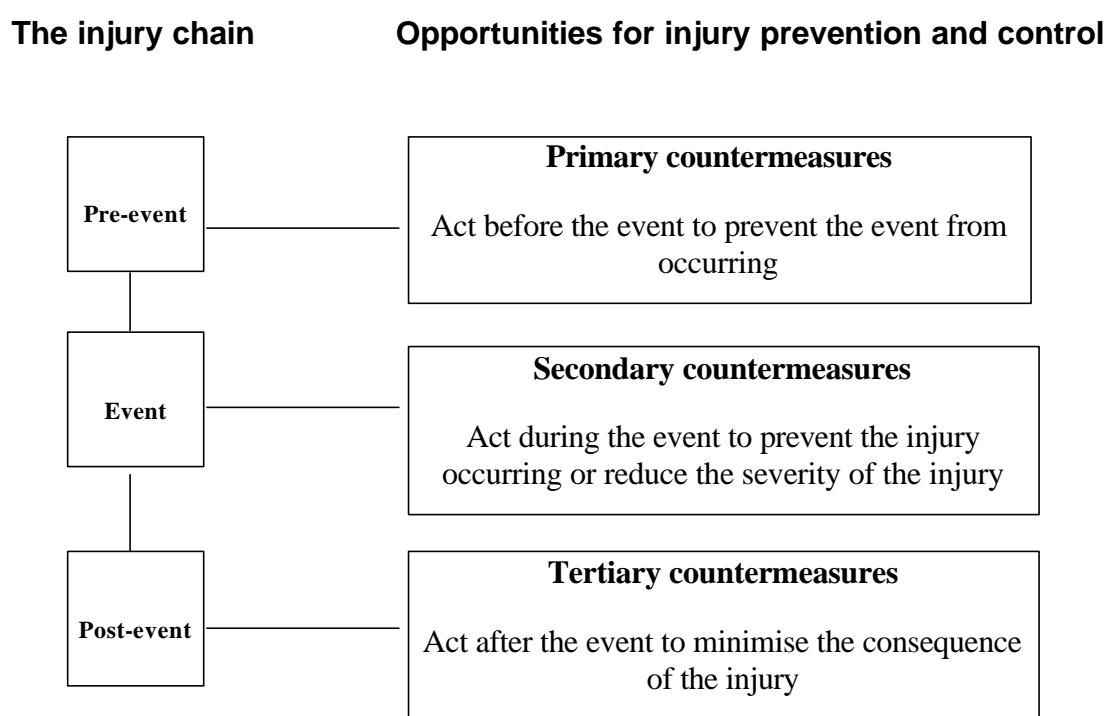 The injury chain
Opportunities for injury prevention and control
Pre-event
Primary countermeasures
Act before the event to prevent the event from
occurring
Event
Secondary countermeasures
Act during the event to prevent the injury
occurring or reduce the severity of the injury
Post-event
Tertiary countermeasures
Act after the event to minimise the consequence
of the injury